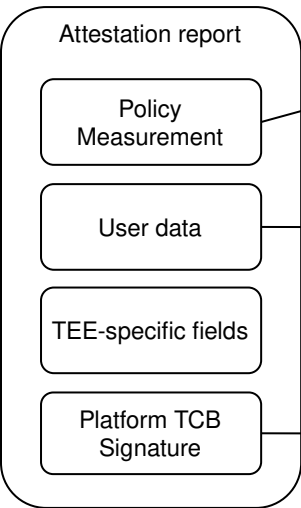 Attestation report
Policy
Measurement
User data
TEE-specific fields
Platform TCB
Signature